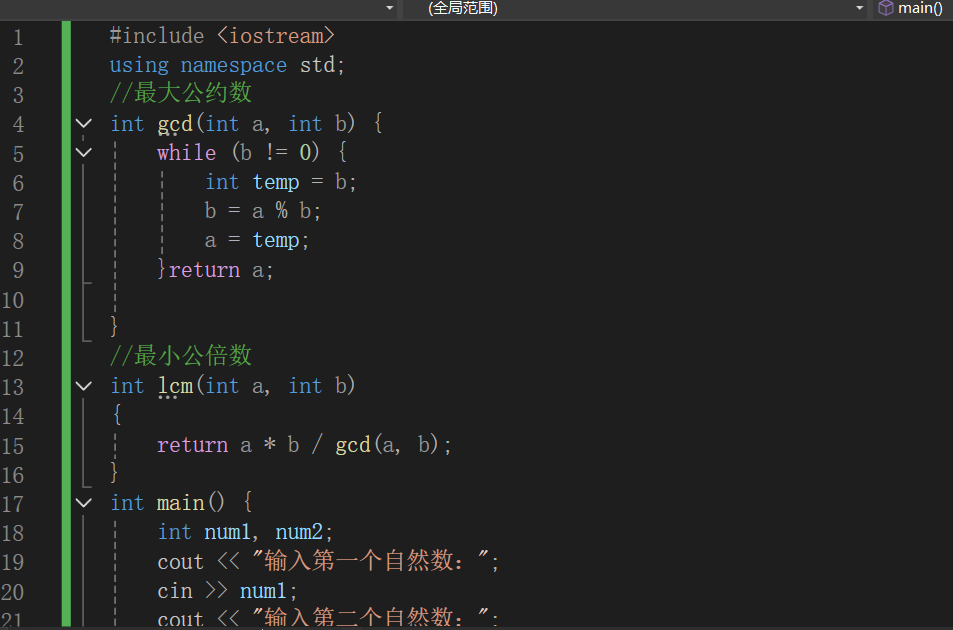 (全局范围) main()
1 #include <iostream>
2 using namespace std;
3 //最大公约数
4 int gcd(int a, int b) {
5 while (b != 0) {
6 int temp = b;
7 b = a % b;
8 a = temp;
9 }return a;
10
11 }
12 //最小公倍数
13 int lcm(int a, int b)
14 {
15 return a * b / gcd(a, b);
16 }
17 int main() {
18 int num1, num2;
19 cout << "输入第一个自然数: ";
20 cin >> num1;
21 cout << "输入第二个自然数: ";